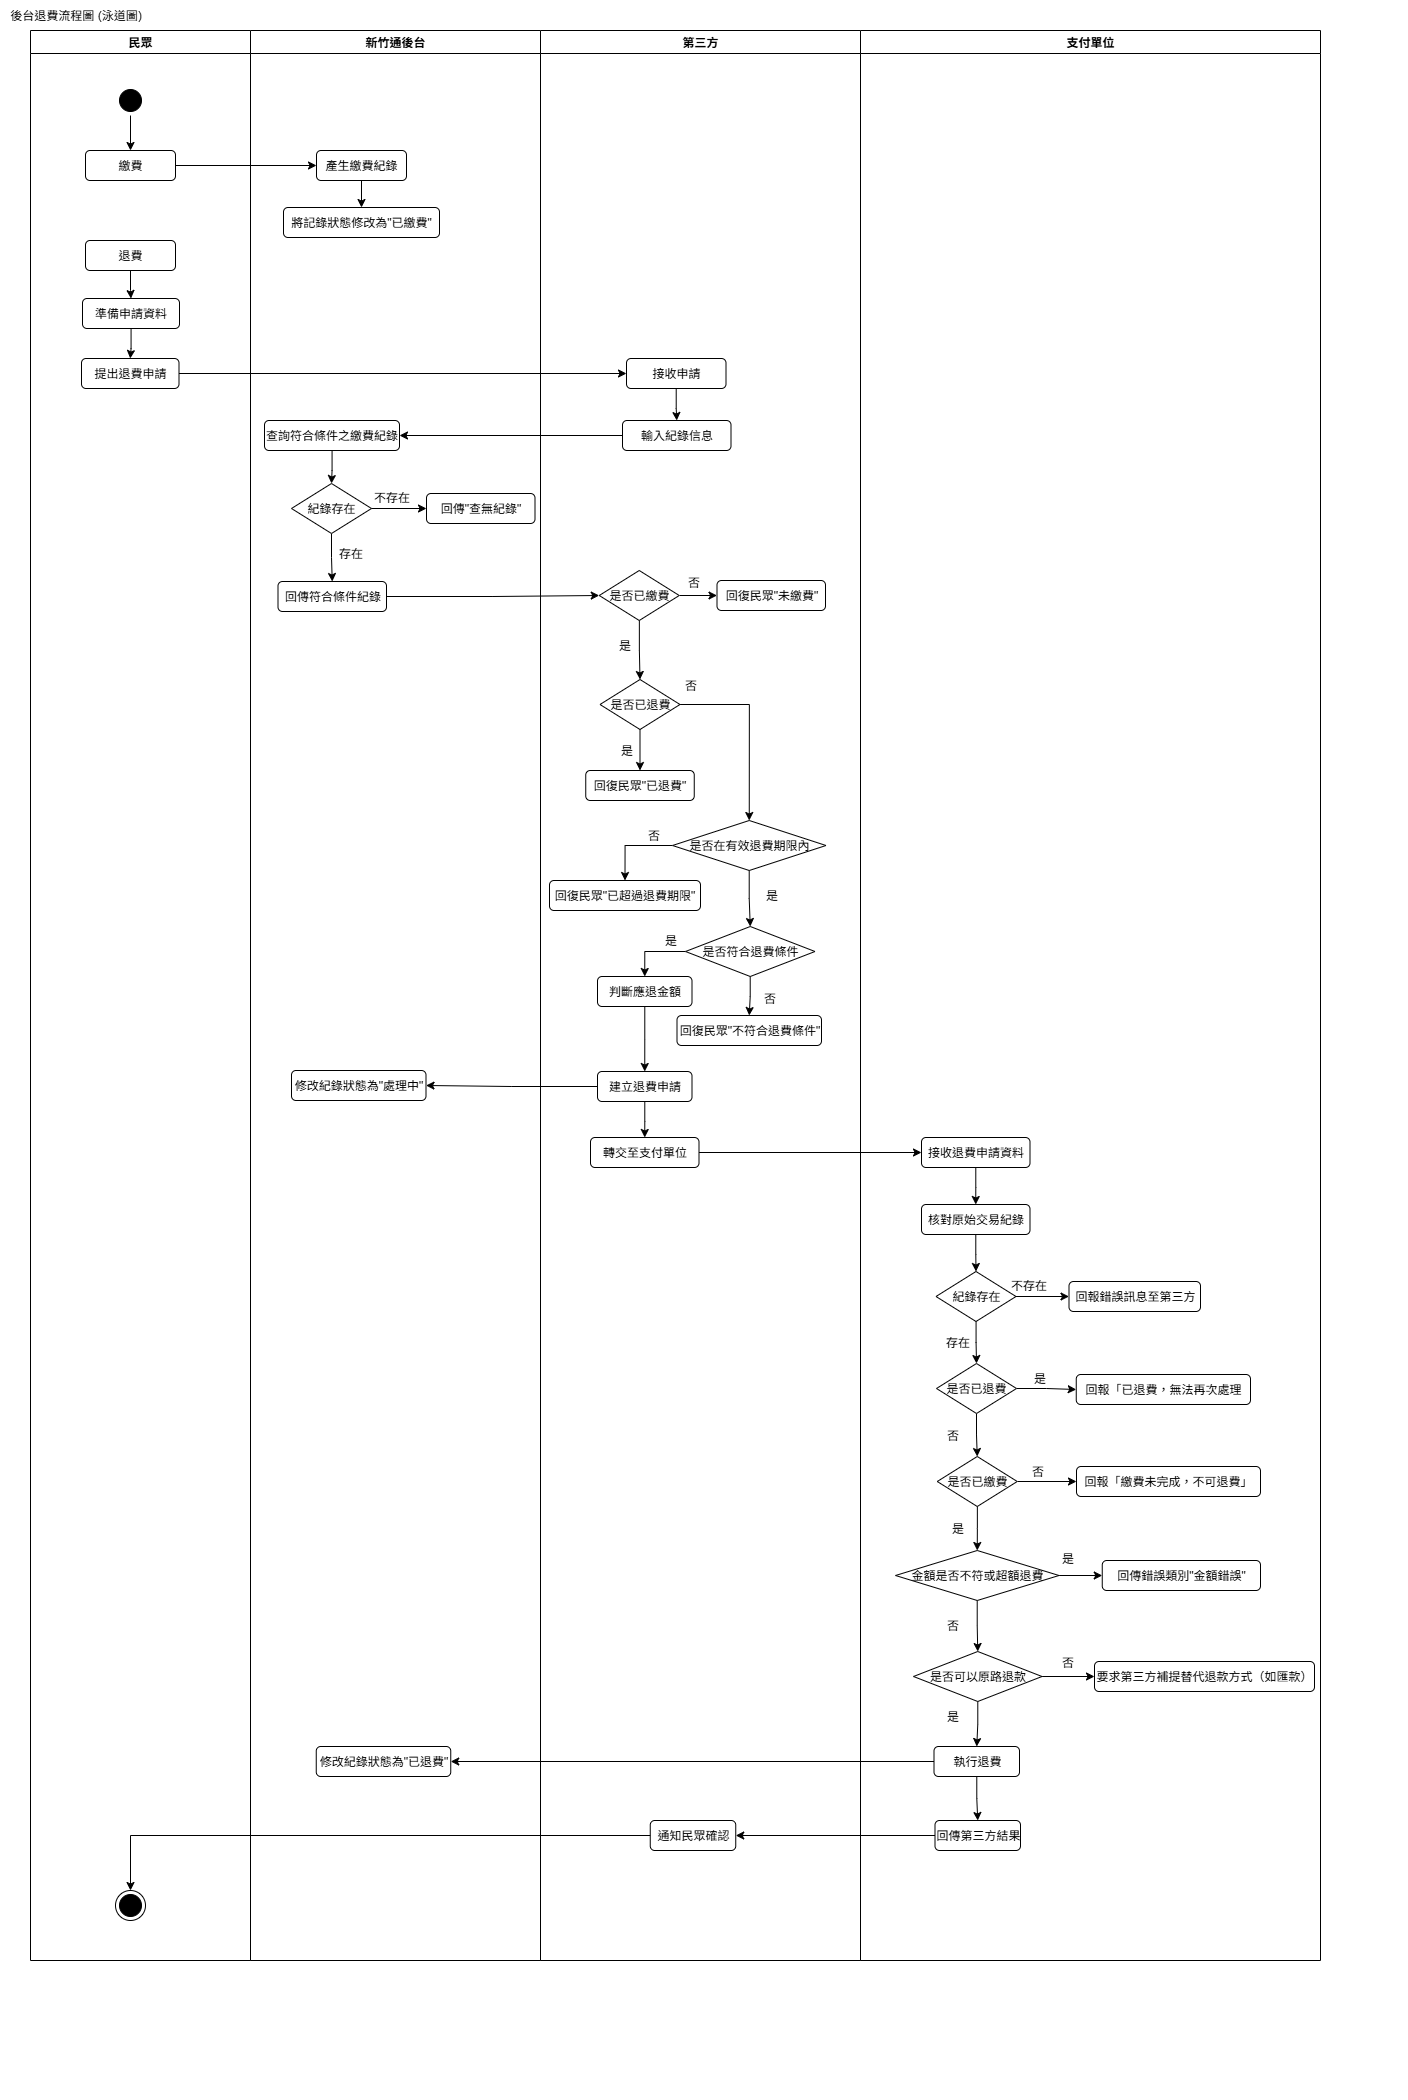 後台退費流程圖 (泳道圖)
民眾
新竹通後台
第三方
支付單位
繳費
產生繳費紀錄
將記錄狀態修改為"已繳費"
退費
準備申請資料
提出退費申請
接收申請
查詢符合條件之繳費紀錄
輸入紀錄信息
紀錄存在
不存在
回傳"查無紀錄"
存在
回傳符合條件紀錄
是否已繳費
否
回復民眾"未繳費"
是
是否已退費
否
是
回復民眾"已退費"
是否在有效退費期限內
否
回復民眾"已超過退費期限"
是
是否符合退費條件
是
判斷應退金額
否
回復民眾"不符合退費條件"
修改紀錄狀態為"處理中"
建立退費申請
轉交至支付單位
接收退費申請資料
核對原始交易紀錄
紀錄存在
不存在
回報錯誤訊息至第三方
存在
是否已退費
是
回報「已退費，無法再次處理
否
是否已繳費
否
回報「繳費未完成，不可退費」
是
金額是否不符或超額退費
是
回傳錯誤類別"金額錯誤"
否
是否可以原路退款
否
要求第三方補提替代退款方式（如匯款）
是
修改紀錄狀態為"已退費"
執行退費
通知民眾確認
回傳第三方結果